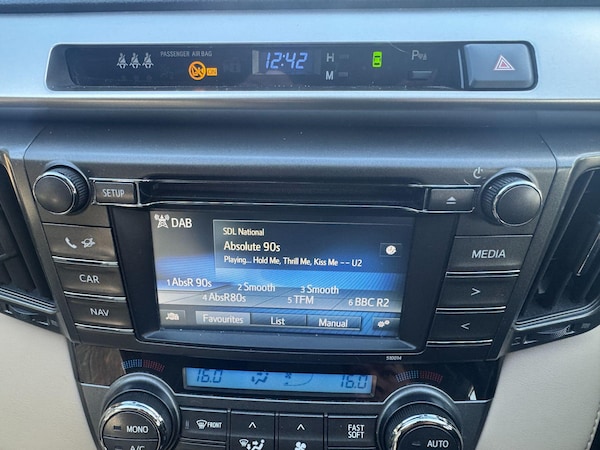 PASSENGER AIR BAG
12:42
H
M
SETUP
DAB
SDL National
Absolute 90s
Playing... Hold Me, Thrill Me, Kiss Me -- U2
1 AbsR 90s 2 Smooth 3 Smooth
4 AbsR80s 5 TFM 6 BBC R2
Favourites List Manual
CAR
NAV
MEDIA
>
<
510014
16.0 16.0
MONO
A/C
FRONT
FAST
SOFT
AUTO